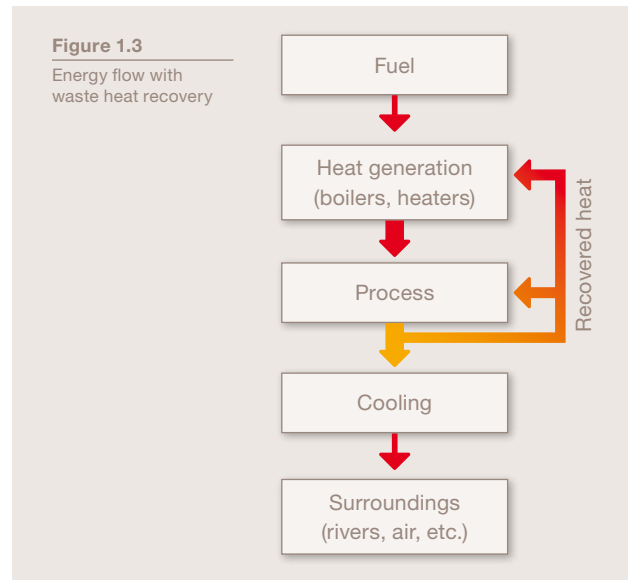 Figure 1.3
Energy flow with
waste heat recovery
Fuel
Heat generation
(boilers, heaters)
Process
Recovered heat
Cooling
Surroundings
(rivers, air, etc.)